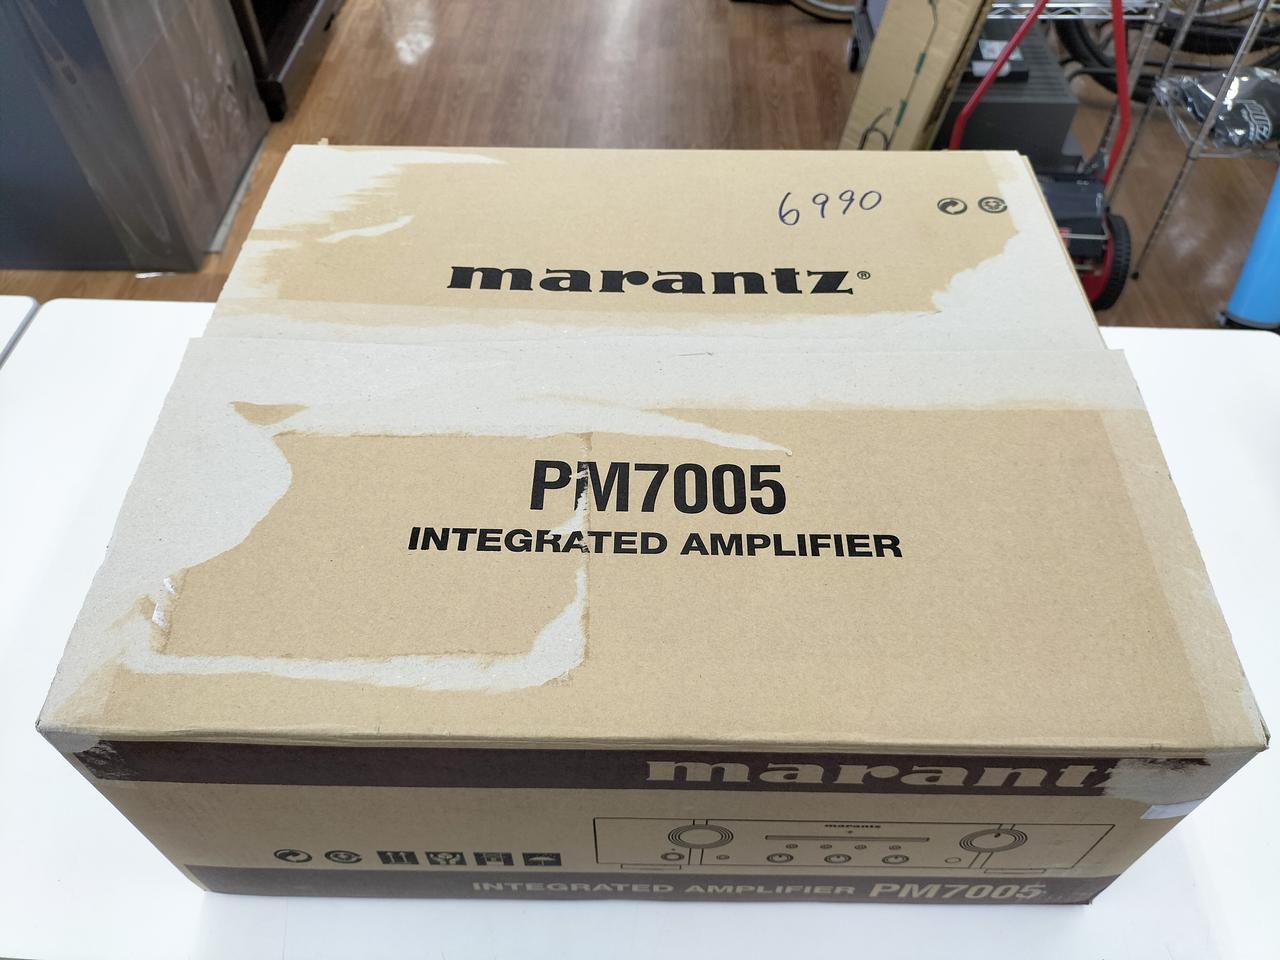 6990
marantz®
PM7005
INTEGRATED AMPLIFIER
marantz
marantz
INTEGRATED AMPLIFIER PM7005